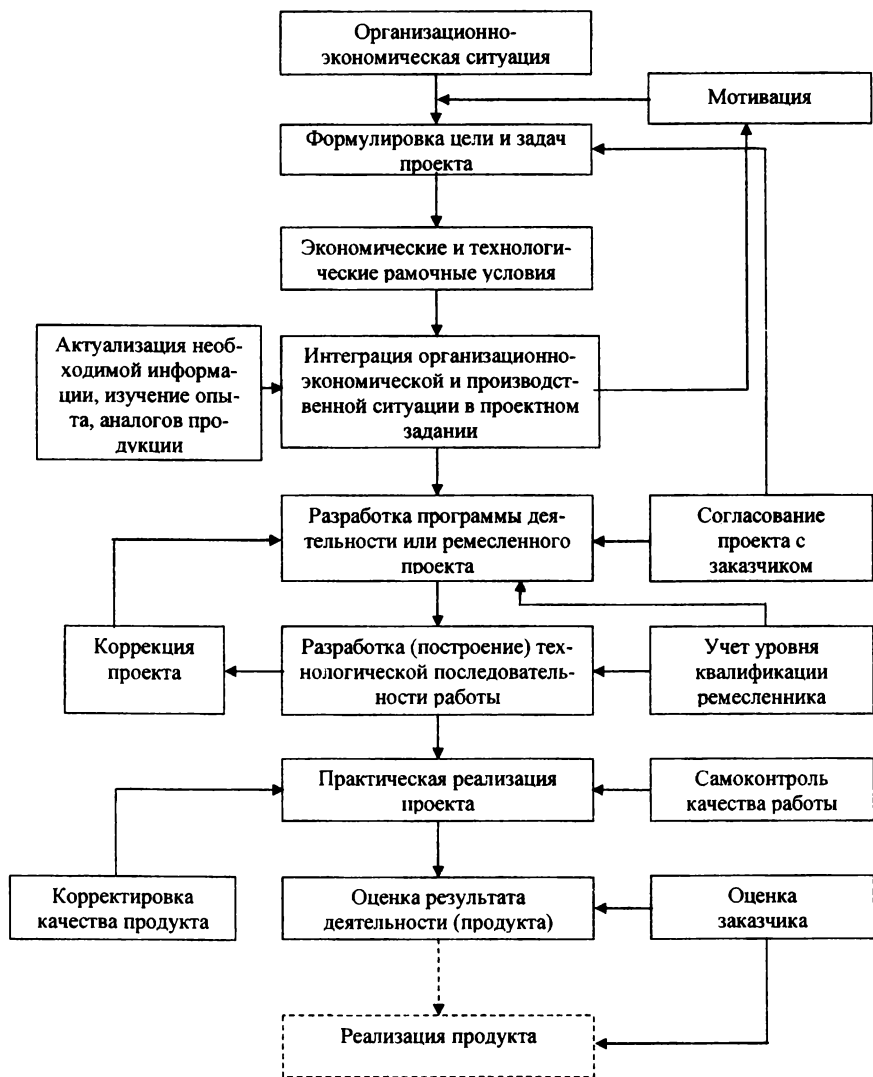 Организационно-
экономическая ситуация
Мотивация
Формулировка цели и задач
проекта
Экономические и технологи-
ческие рамочные условия
Актуализация необ-
ходимой информа-
ции, изучение опы-
та, аналогов про-
дукции
Интеграция организационно-
экономической и производст-
венной ситуации в проектном
задании
Разработка программы дея-
тельности или ремесленного
проекта
Согласование
проекта с
заказчиком
Коррекция
проекта
Разработка (построение) тех-
нологической последователь-
ности работы
Учет уровня
квалификации
ремесленника
Практическая реализация
проекта
Самоконтроль
качества работы
Корректировка
качества продукта
Оценка результата
деятельности (продукта)
Оценка
заказчика
Реализация продукта